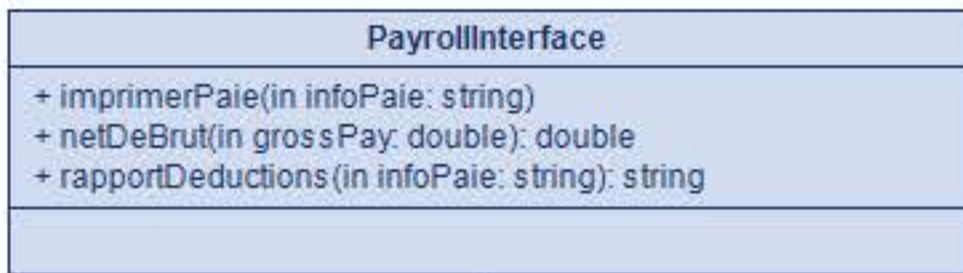 PayrollInterface
+ imprimerPaie(in infoPaie: string)
+ netDeBrut(in grossPay: double): double
+ rapportDeductions(in infoPaie: string): string